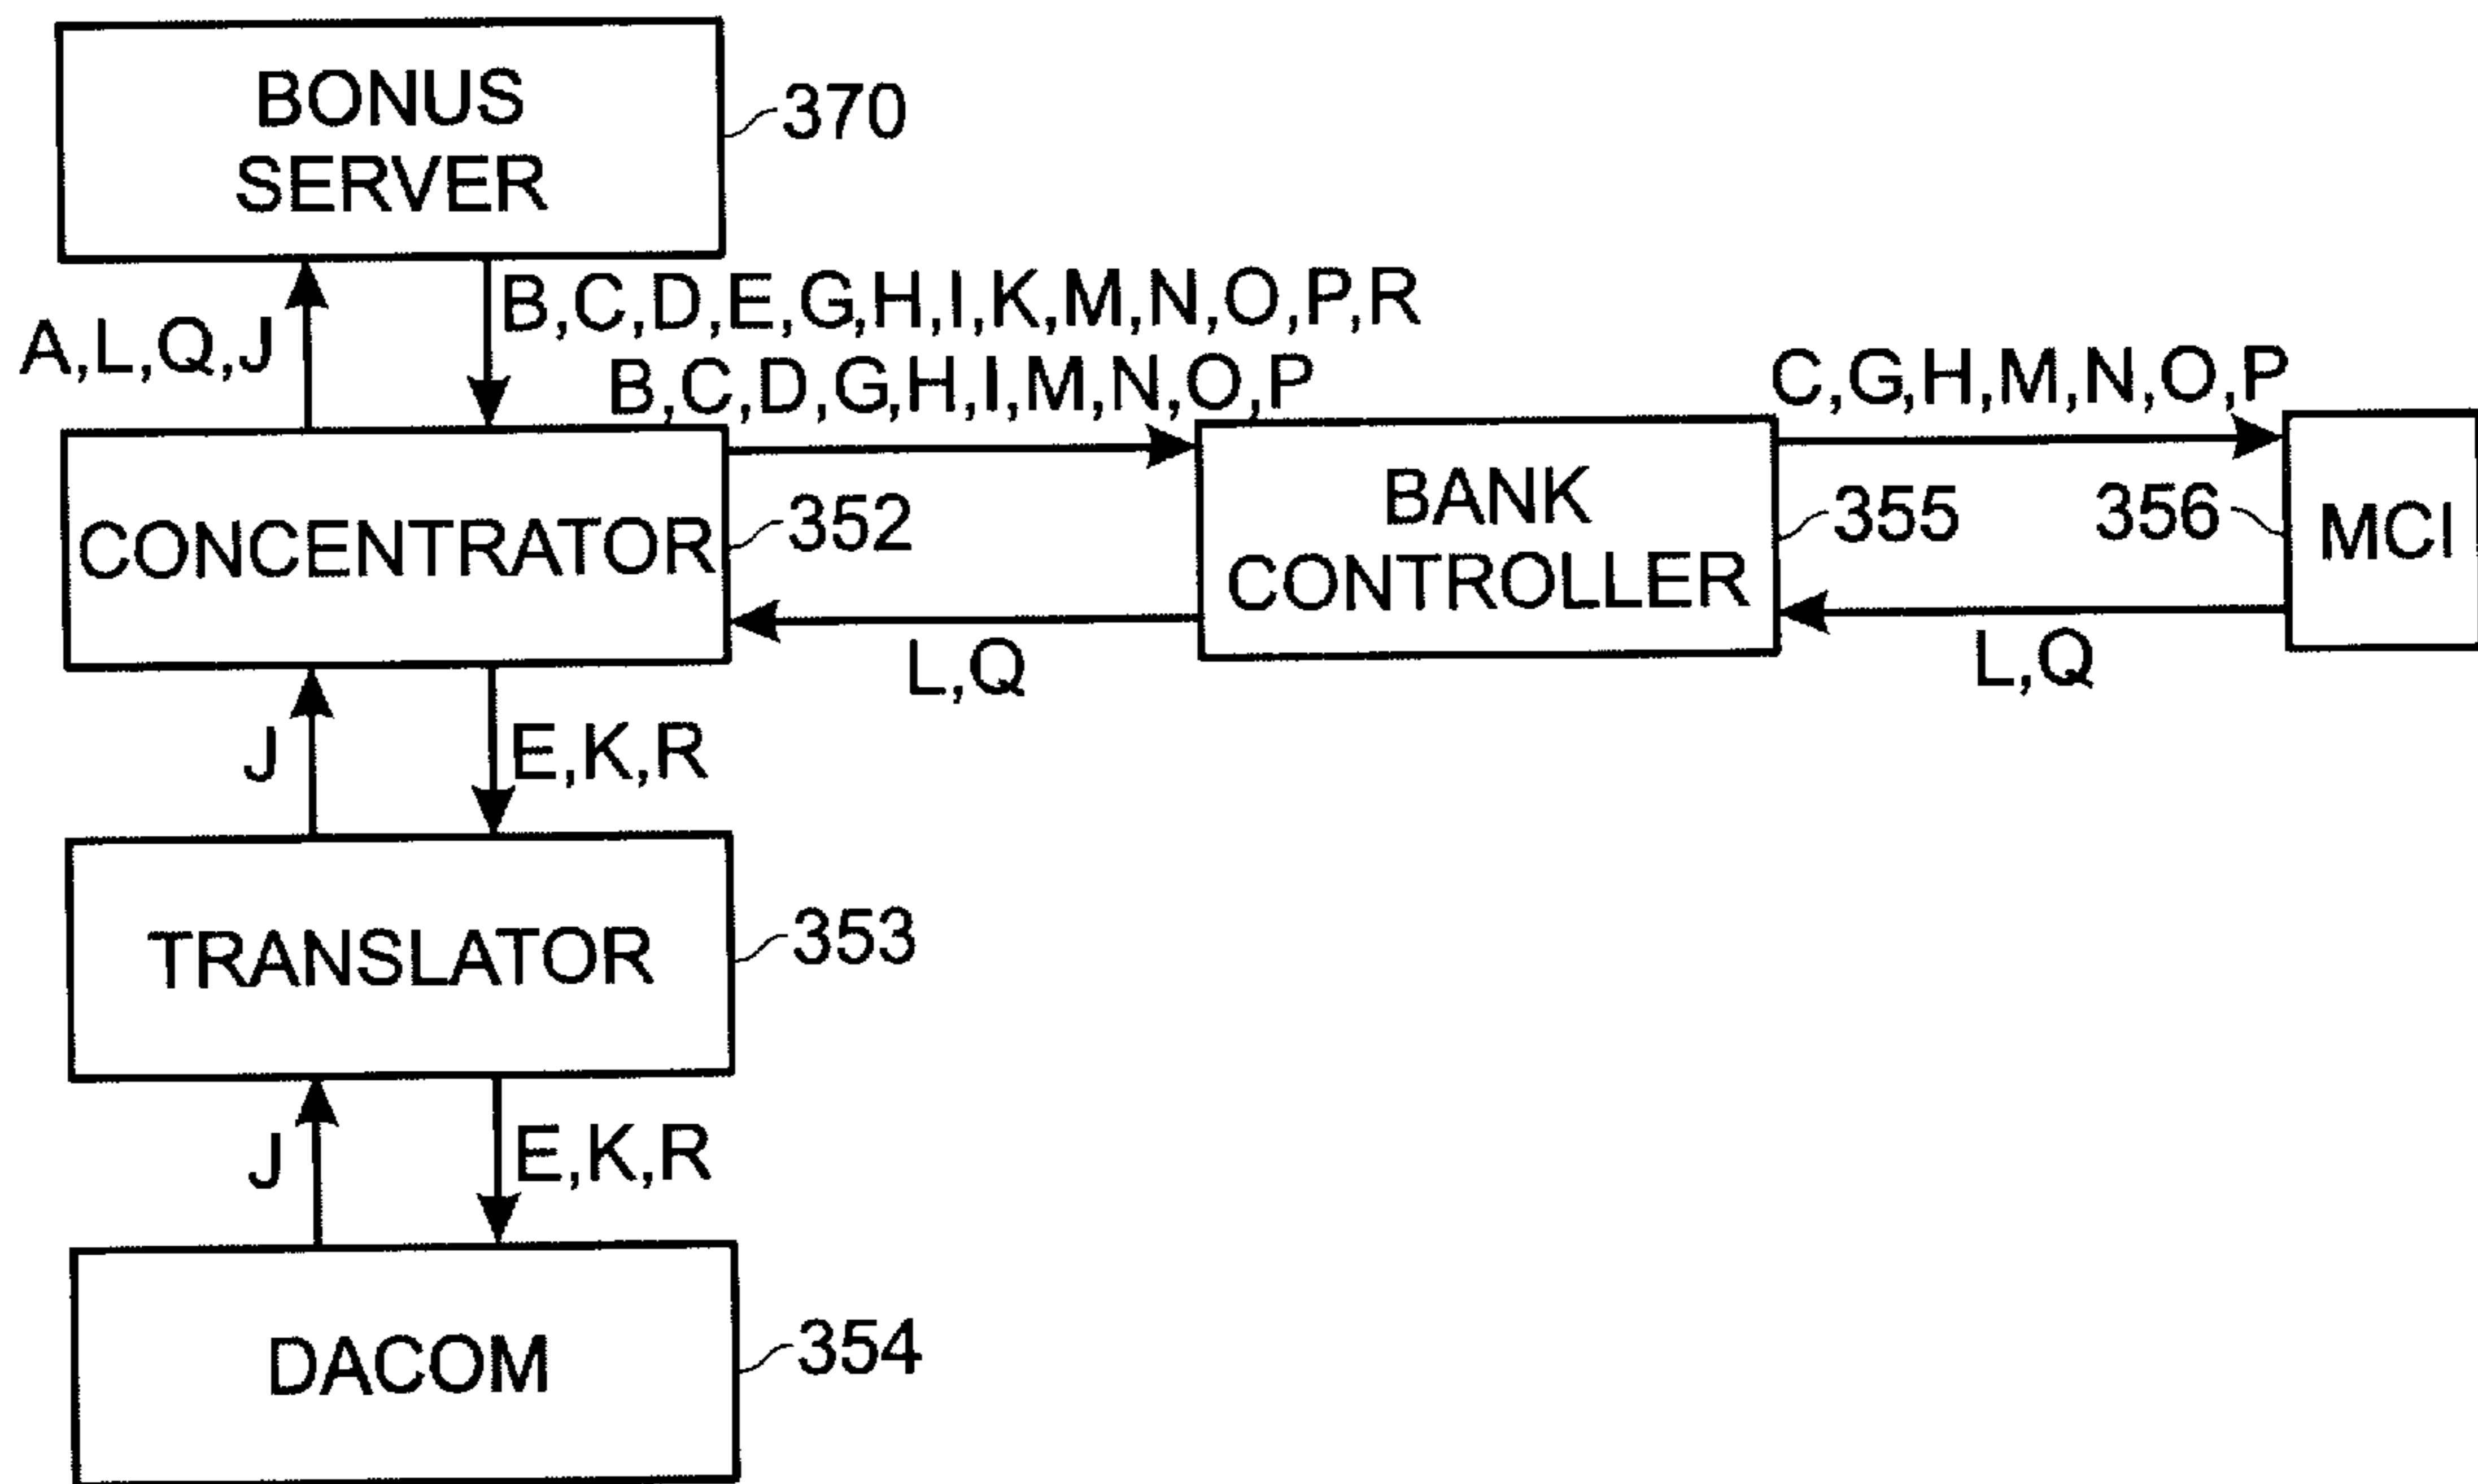 BONUS
SERVER
370
A,L,Q,J
B,C,D,E,G,H,I,K,M,N,O,P,R
B,C,D,G,H,I,M,N,O,P
C,G,H,M,N,O,P
CONCENTRATOR
352
BANK
CONTROLLER
355
356
MCI
L,Q
L,Q
J
E,K,R
TRANSLATOR
353
J
E,K,R
DACOM
354